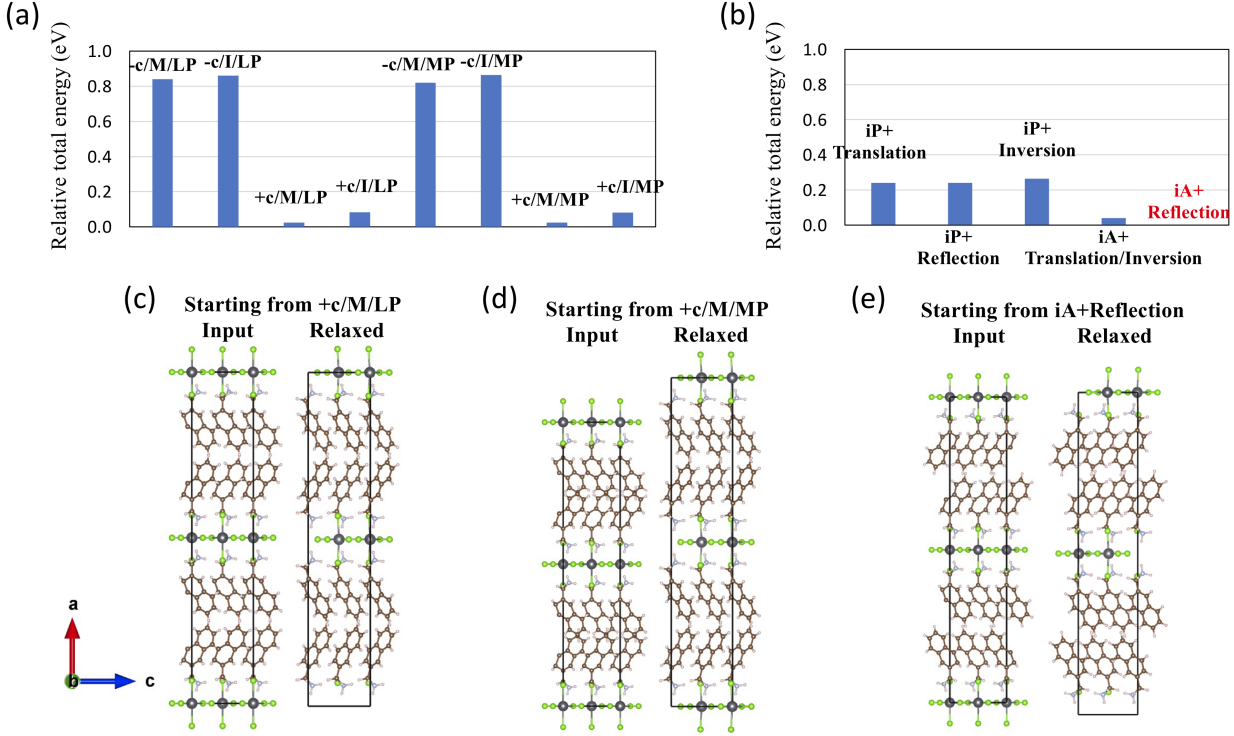 (a)
Relative total energy (eV)
1.0
0.8
0.6
0.4
0.2
0.0
-c/M/LP
-c/I/LP
+c/M/LP
+c/I/LP
-c/M/MP
-c/I/MP
+c/M/MP
+c/I/MP
(b)
Relative total energy (eV)
1.0
0.8
0.6
0.4
0.2
0.0
iP+
Translation
iP+
Reflection
iP+
Inversion
iA+
Translation/Inversion
iA+
Reflection
(c)
Starting from +c/M/LP
Input Relaxed
(d)
Starting from +c/M/MP
Input Relaxed
(e)
Starting from iA+Reflection
Input Relaxed
a
b
c